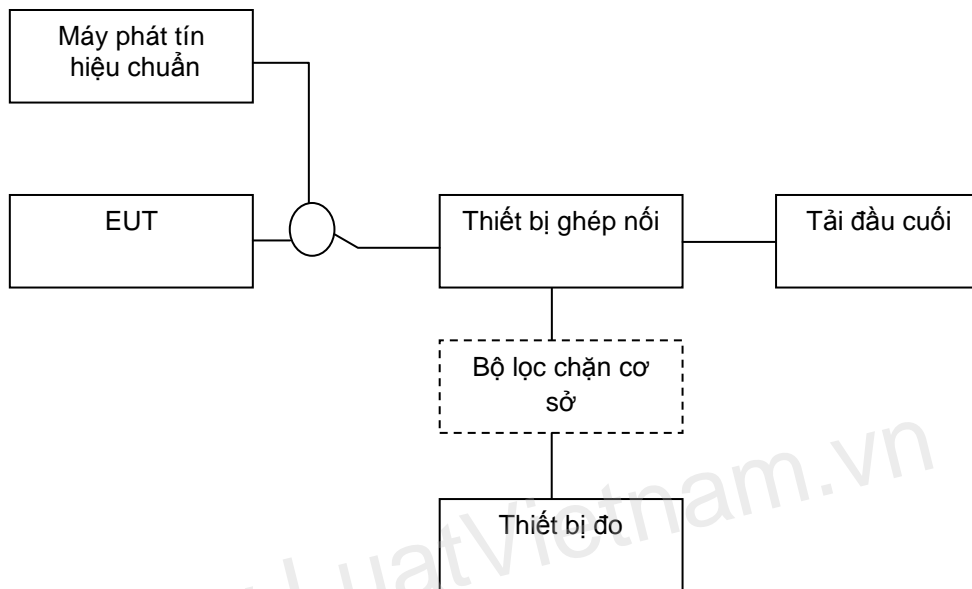 Máy phát tín
hiệu chuẩn
EUT
Thiết bị ghép nối
Tải đầu cuối
Bộ lọc chặn cơ
sở
Thiết bị đo
LuatVietnam.vn